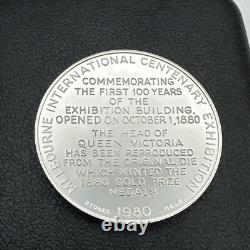 MELBOURNE INTERNATIONAL CENTENARY EXHIBITION
COMMEMORATING
THE FIRST 100 YEARS
OF THE
EXHIBITION BUILDING,
OPENED ON OCTOBER 1, 1880
THE HEAD OF
QUEEN VICTORIA
HAS BEEN REPRODUCED
FROM THE ORIGINAL DIE
WHICH MINTED THE
1880 GOLD PRIZE
MEDALS
1980
STOKES MELB